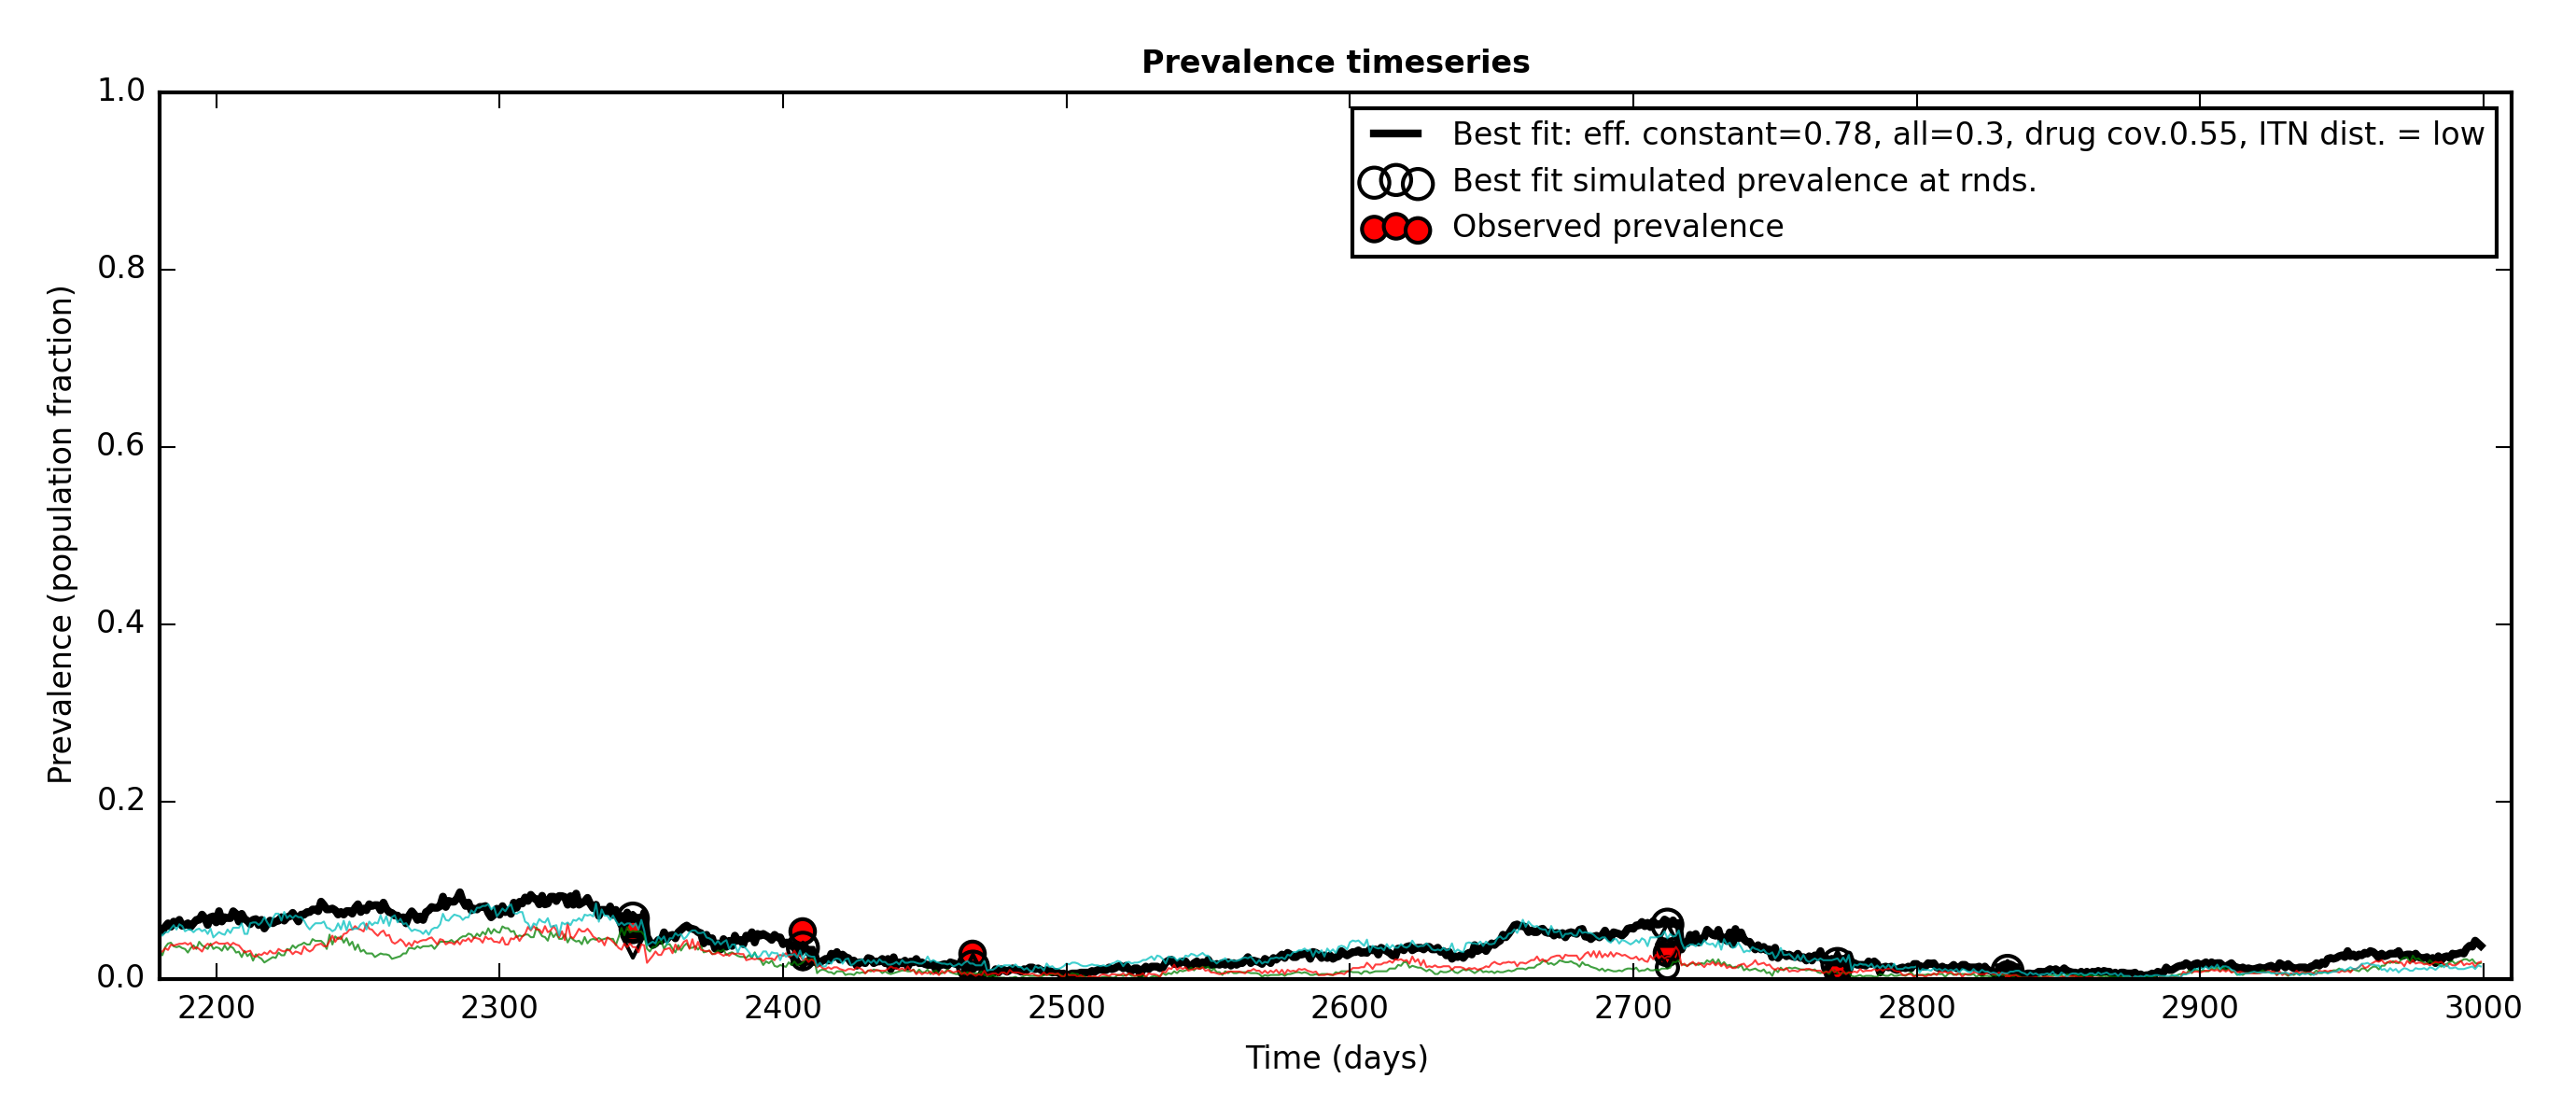 Prevalence timeseries
Best fit: eff. constant=0.78, all=0.3, drug cov.0.55, ITN dist. = low
Best fit simulated prevalence at rnds.
Observed prevalence
Prevalence (population fraction)
1.0
0.8
0.6
0.4
0.2
0.0
2200 2300 2400 2500 2600 2700 2800 2900 3000
Time (days)